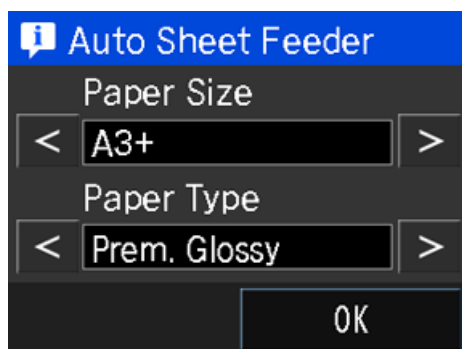 Auto Sheet Feeder
Paper Size
< A3+ >
Paper Type
< Prem. Glossy >
OK